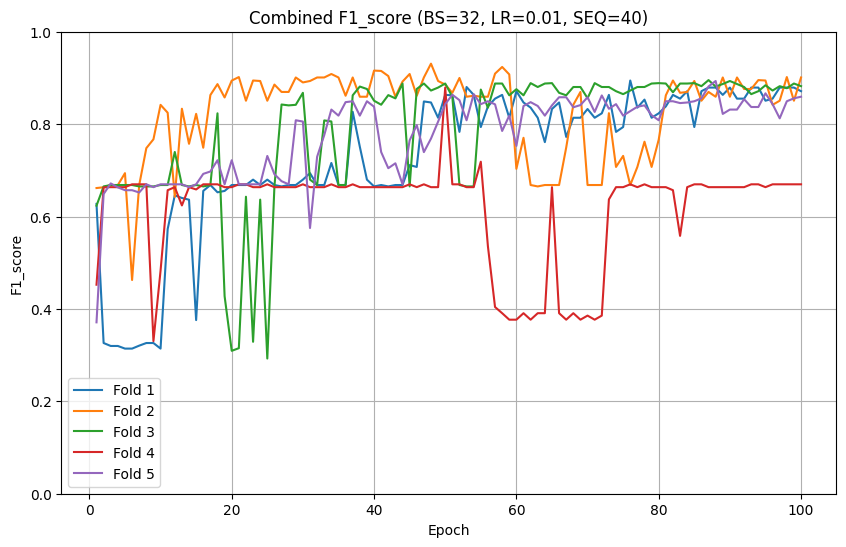 Combined F1_score (BS=32, LR=0.01, SEQ=40)
F1_score
1.0
0.8
0.6
0.4
0.2
0.0
Fold 1
Fold 2
Fold 3
Fold 4
Fold 5
0 20 40 60 80 100
Epoch